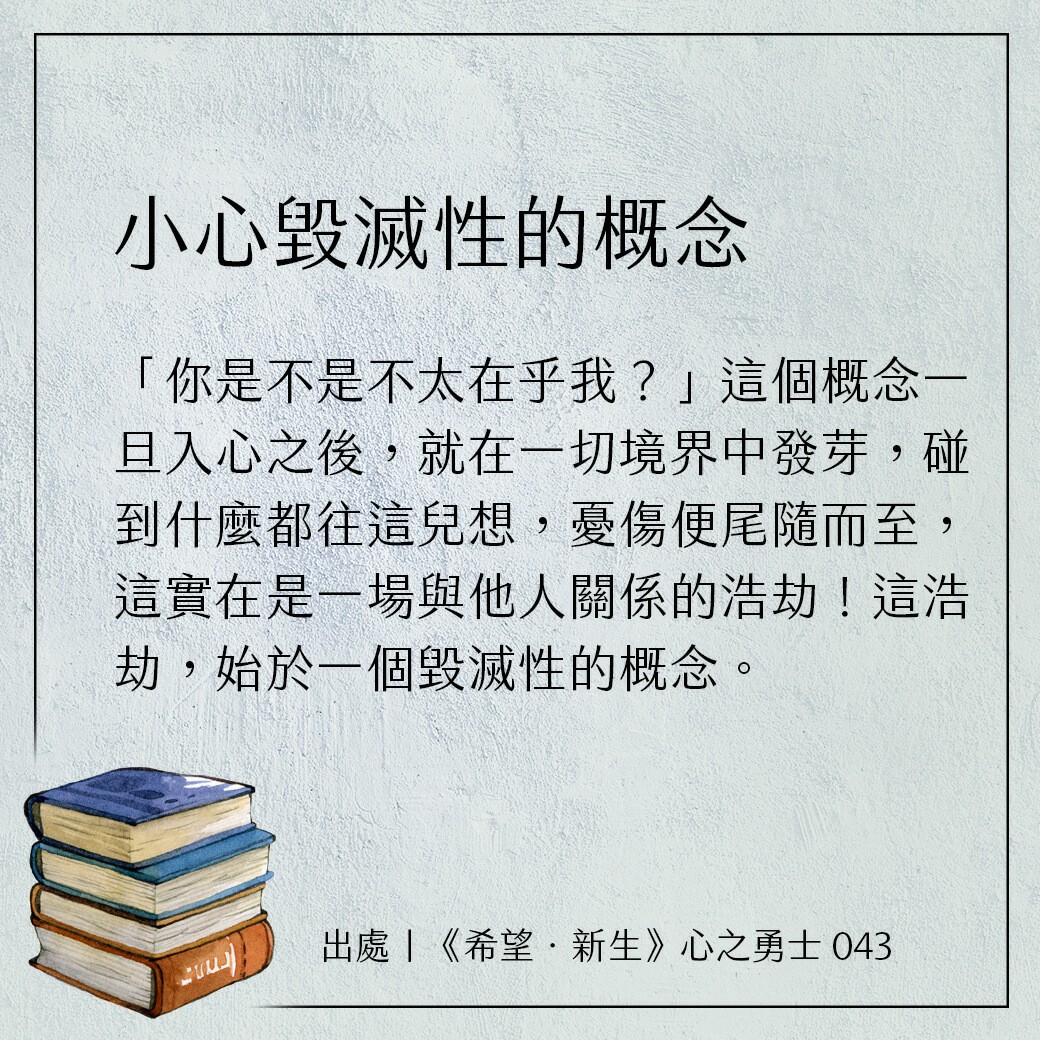 小心毀滅性的概念
「你是不是不太在乎我？」這個概念一
旦入心之後，就在一切境界中發芽，碰
到什麼都往這兒想，憂傷便尾隨而至，
這實在是一場與他人關係的浩劫！這浩
劫，始於一個毀滅性的概念。
出處｜《希望．新生》心之勇士 043